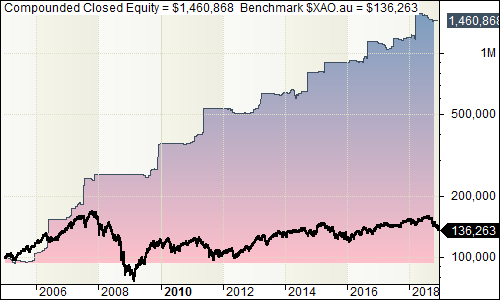 Compounded Closed Equity = $1,460,868 Benchmark $XAO.au = $136,263
1,460,868
1M
500,000
200,000
136,263
100,000
2006 2008 2010 2012 2014 2016 2018